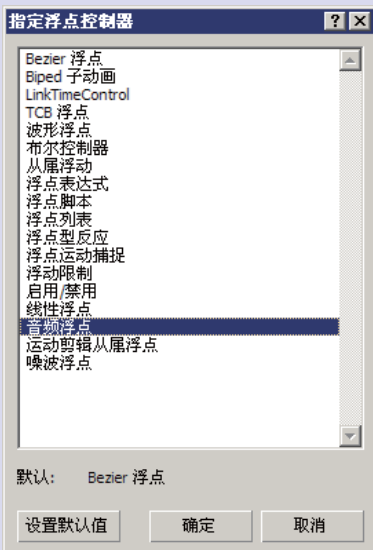 指定浮点控制器
Bezier 浮点
Biped 子动画
LinkTimeControl
TCB 浮点
波形浮点
布尔控制器
从属浮动
浮点表达式
浮点脚本
浮点列表
浮点型反应
浮点运动捕捉
浮动限制
启用/禁用
线性浮点
音频浮点
运动剪辑从属浮点
噪波浮点
默认: Bezier 浮点
设置默认值 确定 取消